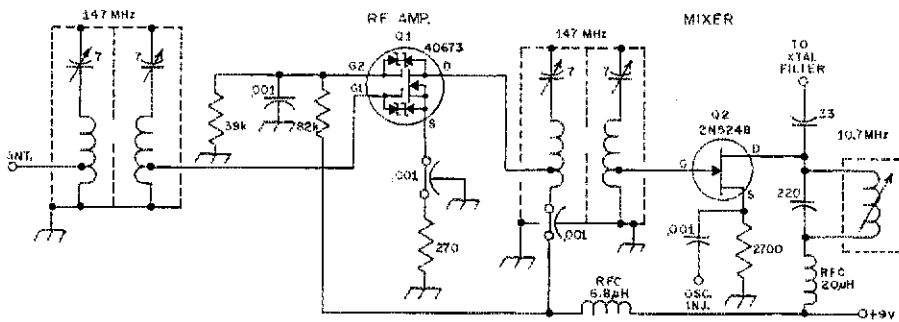 RF AMP.
MIXER
147 MHz
Q1
40673
147 MHz
TO
XTAL
FILTER
7
7
G2
D
7
7
.001
G1
Q2
2N5248
33
10.7MHz
39k
82k
S
D
ANT.
G
220
.001
S
270
.001
.001
2700
RFC
20µH
RFC
6.8µH
OSC.
INJ.
+9V